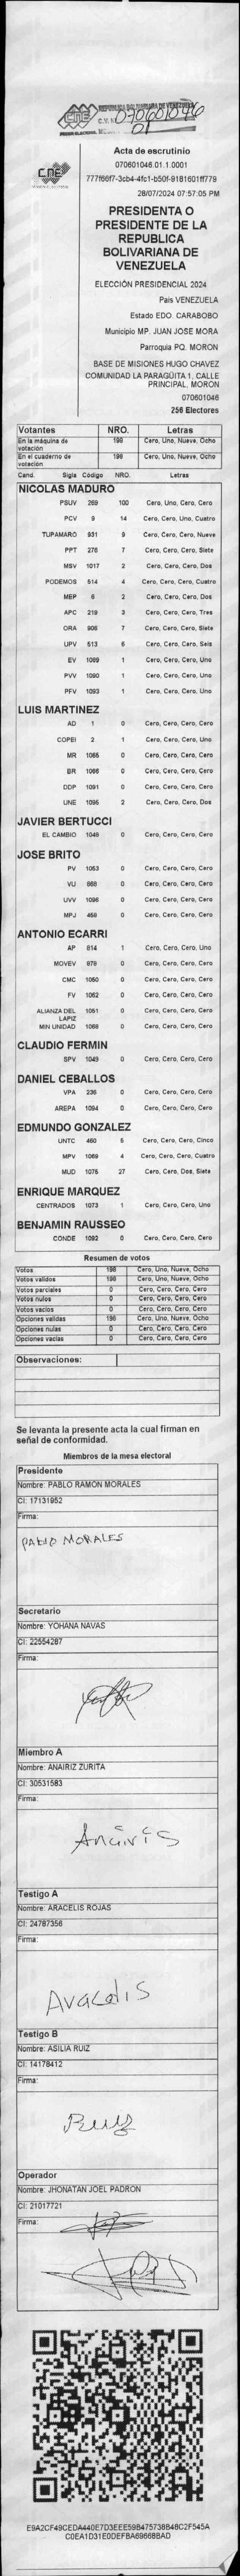 REPUBLICA BOLIVARIANA DE VENEZUELA
CNE
C.V. Nº 070601046
PODER ELECTORAL M. 01
CNE
Acta de escrutinio
070601046.01.1.0001
777f66f7-3cb4-4fc1-b50f-9181601ff779
28/07/2024 07:57:05 PM
PRESIDENTA O
PRESIDENTE DE LA
REPUBLICA
BOLIVARIANA DE
VENEZUELA
ELECCIÓN PRESIDENCIAL 2024
País VENEZUELA
Estado EDO. CARABOBO
Municipio MP. JUAN JOSE MORA
Parroquia PQ. MORON
BASE DE MISIONES HUGO CHAVEZ
COMUNIDAD LA PARAGÜITA 1, CALLE
PRINCIPAL, MORON
070601046
256 Electores
Votantes NRO. Letras
En la máquina de votación 198 Cero, Uno, Nueve, Ocho
En el cuaderno de votación 198 Cero, Uno, Nueve, Ocho
Cand. Sigla Código NRO. Letras
NICOLAS MADURO
PSUV 269 100 Cero, Uno, Cero, Cero
PCV 9 14 Cero, Cero, Uno, Cuatro
TUPAMARO 931 9 Cero, Cero, Cero, Nueve
PPT 276 7 Cero, Cero, Cero, Siete
MSV 1017 2 Cero, Cero, Cero, Dos
PODEMOS 514 4 Cero, Cero, Cero, Cuatro
MEP 6 2 Cero, Cero, Cero, Dos
APC 219 3 Cero, Cero, Cero, Tres
ORA 906 7 Cero, Cero, Cero, Siete
UPV 513 6 Cero, Cero, Cero, Seis
EV 1089 1 Cero, Cero, Cero, Uno
PVV 1090 1 Cero, Cero, Cero, Uno
PFV 1093 1 Cero, Cero, Cero, Uno
LUIS MARTINEZ
AD 1 0 Cero, Cero, Cero, Cero
COPEI 2 1 Cero, Cero, Cero, Uno
MR 1065 0 Cero, Cero, Cero, Cero
BR 1066 0 Cero, Cero, Cero, Cero
DDP 1091 0 Cero, Cero, Cero, Cero
UNE 1095 2 Cero, Cero, Cero, Dos
JAVIER BERTUCCI
EL CAMBIO 1048 0 Cero, Cero, Cero, Cero
JOSE BRITO
PV 1053 0 Cero, Cero, Cero, Cero
VU 868 0 Cero, Cero, Cero, Cero
UVV 1096 0 Cero, Cero, Cero, Cero
MPJ 459 0 Cero, Cero, Cero, Cero
ANTONIO ECARRI
AP 814 1 Cero, Cero, Cero, Uno
MOVEV 878 0 Cero, Cero, Cero, Cero
CMC 1050 0 Cero, Cero, Cero, Cero
FV 1062 0 Cero, Cero, Cero, Cero
ALIANZA DEL LAPIZ 1051 0 Cero, Cero, Cero, Cero
MIN UNIDAD 1068 0 Cero, Cero, Cero, Cero
CLAUDIO FERMIN
SPV 1049 0 Cero, Cero, Cero, Cero
DANIEL CEBALLOS
VPA 236 0 Cero, Cero, Cero, Cero
AREPA 1094 0 Cero, Cero, Cero, Cero
EDMUNDO GONZALEZ
UNTC 460 5 Cero, Cero, Cero, Cinco
MPV 1069 4 Cero, Cero, Cero, Cuatro
MUD 1075 27 Cero, Cero, Dos, Siete
ENRIQUE MARQUEZ
CENTRADOS 1073 1 Cero, Cero, Cero, Uno
BENJAMIN RAUSSEO
CONDE 1092 0 Cero, Cero, Cero, Cero
Resumen de votos
Votos 198 Cero, Uno, Nueve, Ocho
Votos validos 198 Cero, Uno, Nueve, Ocho
Votos parciales 0 Cero, Cero, Cero, Cero
Votos nulos 0 Cero, Cero, Cero, Cero
Votos vacios 0 Cero, Cero, Cero, Cero
Opciones validas 198 Cero, Uno, Nueve, Ocho
Opciones nulas 0 Cero, Cero, Cero, Cero
Opciones vacias 0 Cero, Cero, Cero, Cero
Observaciones:
Se levanta la presente acta la cual firman en
señal de conformidad.
Miembros de la mesa electoral
Presidente
Nombre: PABLO RAMON MORALES
CI: 17131952
Firma:
PABLO MORALES
Secretario
Nombre: YOHANA NAVAS
CI: 22554287
Firma:
Miembro A
Nombre: ANAIRIZ ZURITA
CI: 30531583
Firma:
Anairis
Testigo A
Nombre: ARACELIS ROJAS
CI: 24787356
Firma:
Aracelis
Testigo B
Nombre: ASILIA RUIZ
CI: 14178412
Firma:
Ruiz
Operador
Nombre: JHONATAN JOEL PADRON
CI: 21017721
Firma:
E9A2CF49CEDA440E7D3EEE59B475738B48C2F545A
C0EA1D31E0DEFBA69668BAD